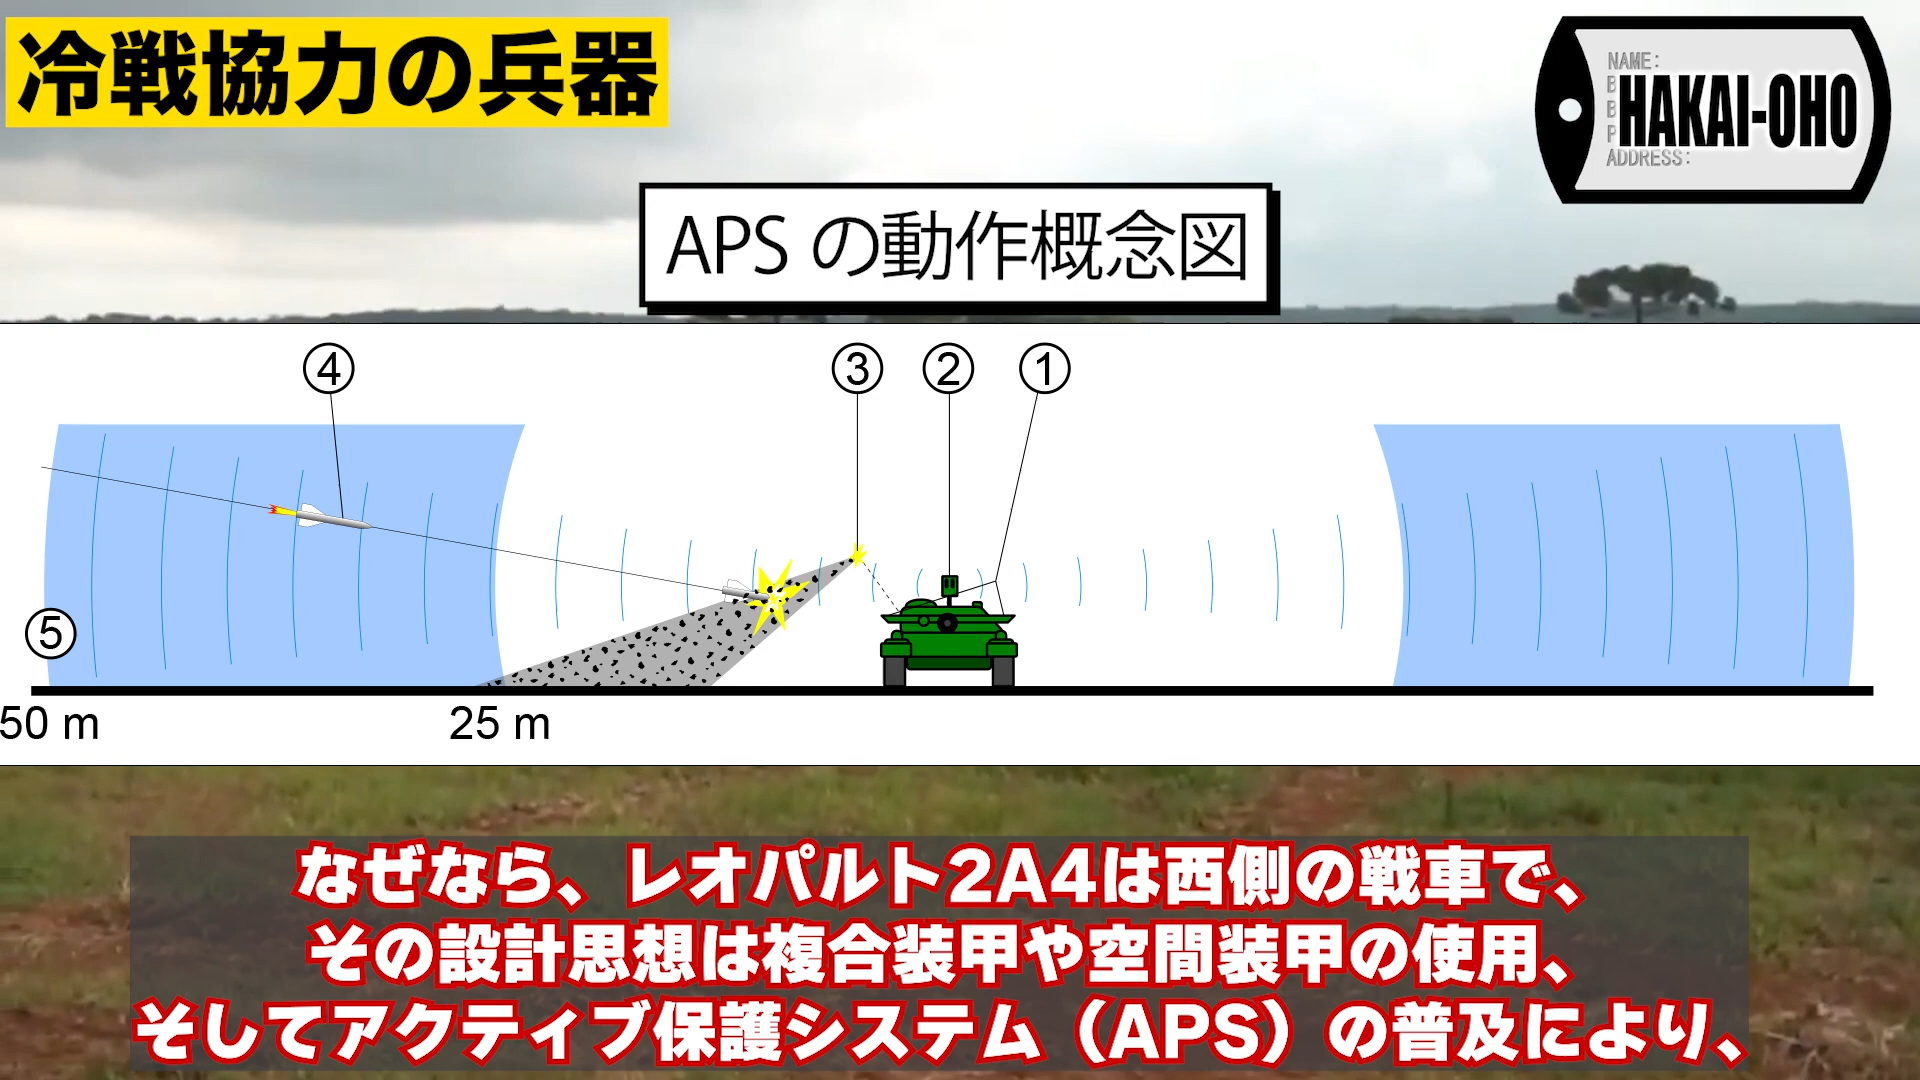 冷戦協力の兵器
NAME:
B
B
P
HAKAI-OHO
ADDRESS:
APS の動作概念図
④
③
②
①
⑤
50 m
25 m
なぜなら、レオパルト2A4は西側の戦車で、
その設計思想は複合装甲や空間装甲の使用、
そしてアクティブ保護システム（APS）の普及により、